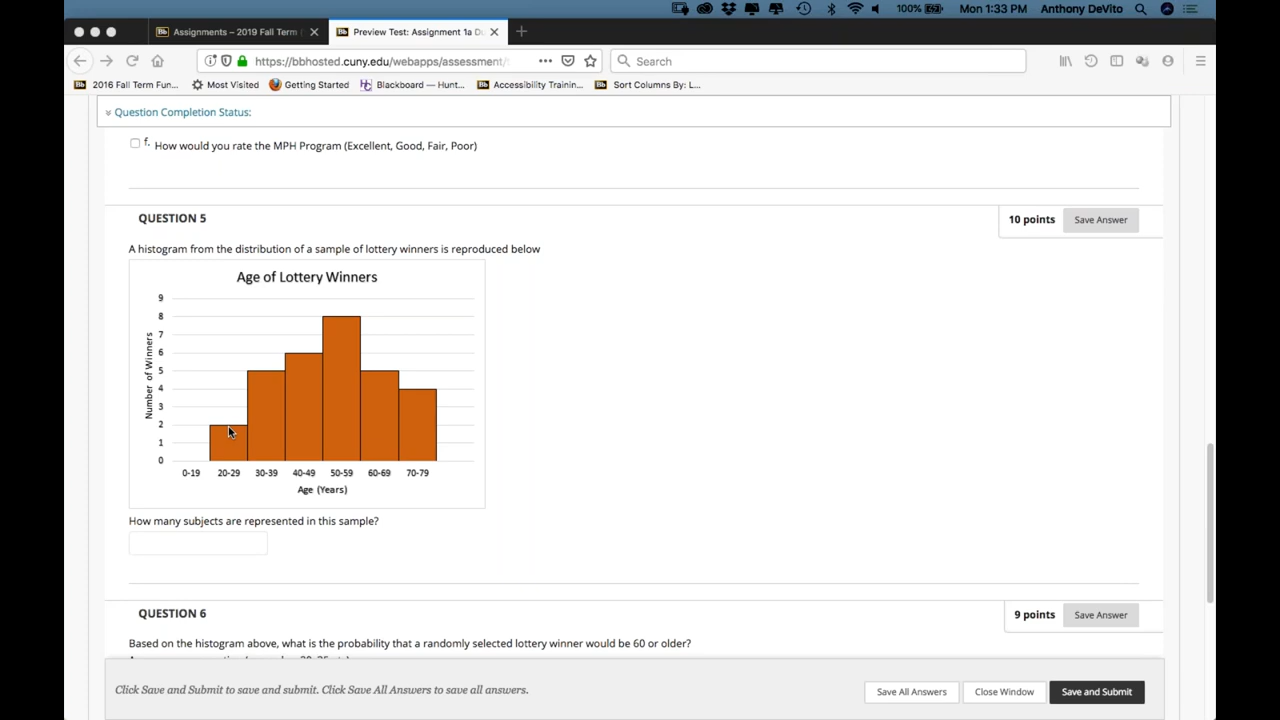 100% Mon 1:33 PM Anthony DeVito
Assignments – 2019 Fall Term (
Preview Test: Assignment 1a De
https://bbhosted.cuny.edu/webapps/assessment/
Search
2016 Fall Term Fun...
Most Visited
Getting Started
Blackboard — Hunt...
Accessibility Trainin...
Sort Columns By: L...
Question Completion Status:
f. How would you rate the MPH Program (Excellent, Good, Fair, Poor)
QUESTION 5
10 points
Save Answer
A histogram from the distribution of a sample of lottery winners is reproduced below
Age of Lottery Winners
Number of Winners
9
8
7
6
5
4
3
2
1
0
0-19 20-29 30-39 40-49 50-59 60-69 70-79
Age (Years)
How many subjects are represented in this sample?
QUESTION 6
9 points
Save Answer
Based on the histogram above, what is the probability that a randomly selected lottery winner would be 60 or older?
Click Save and Submit to save and submit. Click Save All Answers to save all answers.
Save All Answers
Close Window
Save and Submit